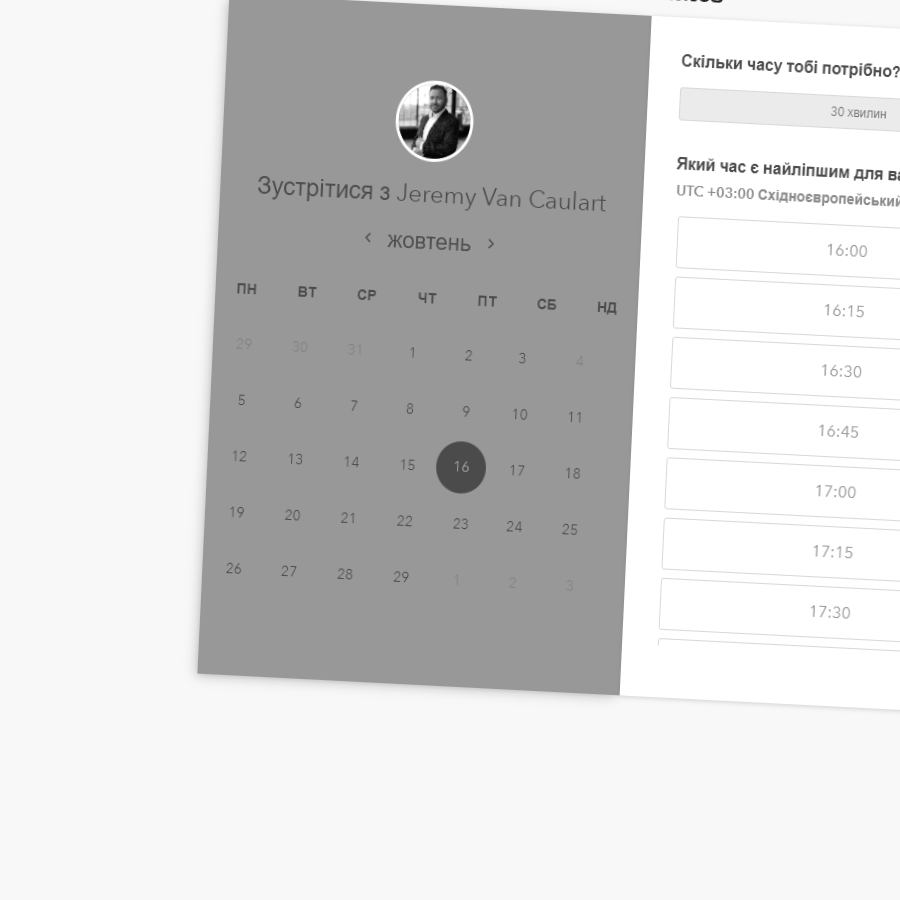 Зустрітися з Jeremy Van Caulart
‹ жовтень ›
ПН ВТ СР ЧТ ПТ СБ НД
29 30 31 1 2 3 4
5 6 7 8 9 10 11
12 13 14 15 16 17 18
19 20 21 22 23 24 25
26 27 28 29 1 2 3
Скільки часу тобі потрібно?
30 хвилин
Який час є найліпшим для ва
UTC +03:00 Східноєвропейський
16:00
16:15
16:30
16:45
17:00
17:15
17:30